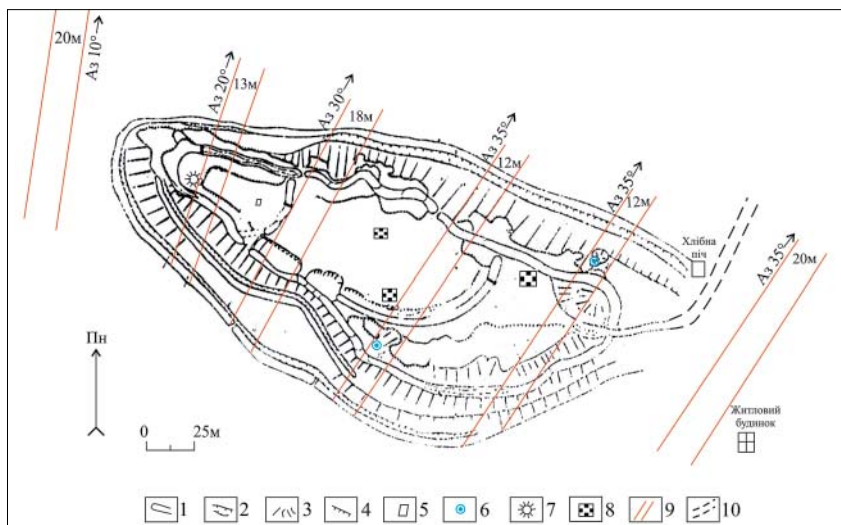 20м
Аз 10°→
Аз 20°→
13м
Аз 30°→
18м
Аз 35°→
12м
Аз 35°→
12м
Аз 35°→
20м
Хлібна
піч
Пн
0 25м
Житловий
будинок
1 2 3 4 5 6 7 8 9 10